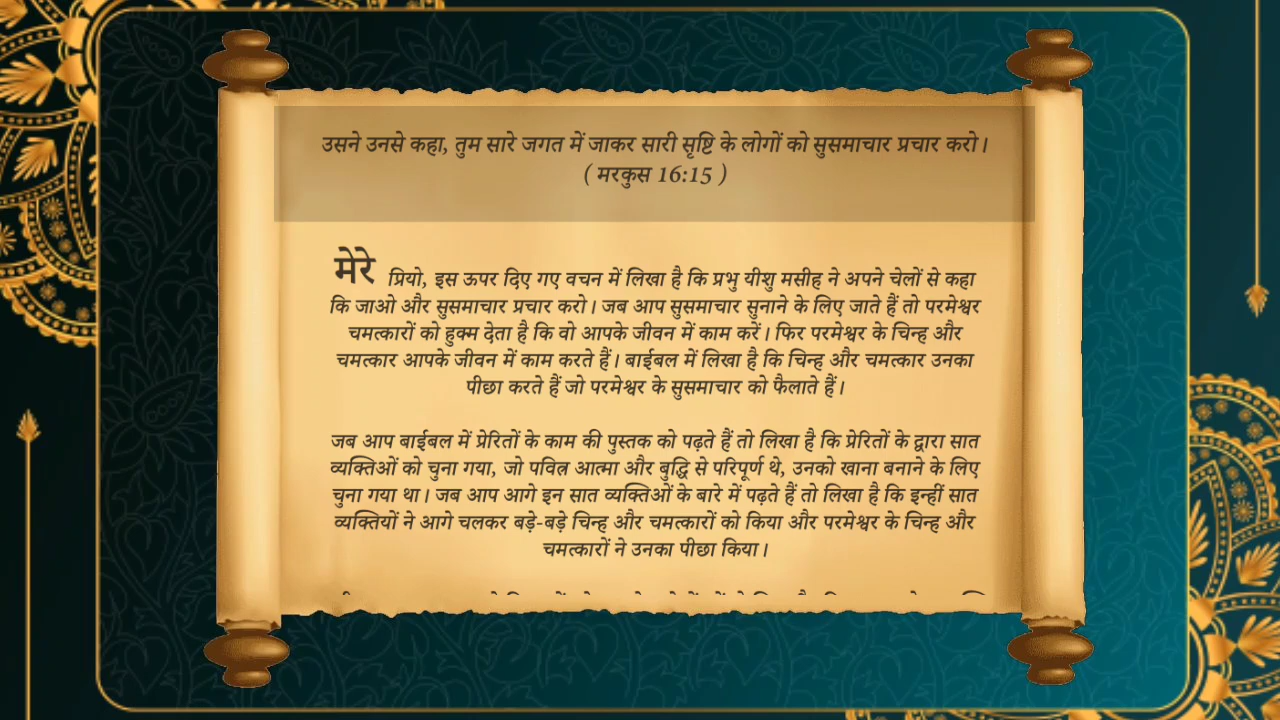 उसने उनसे कहा, तुम सारे जगत में जाकर सारी सृष्टि के लोगों को सुसमाचार प्रचार करो।
( मरकुस 16:15 )
मेरे प्रियो, इस ऊपर दिए गए वचन में लिखा है कि प्रभु यीशु मसीह ने अपने चेलों से कहा
कि जाओ और सुसमाचार प्रचार करो। जब आप सुसमाचार सुनाने के लिए जाते हैं तो परमेश्वर
चमत्कारों को हुक्म देता है कि वो आपके जीवन में काम करें। फिर परमेश्वर के चिन्ह और
चमत्कार आपके जीवन में काम करते हैं। बाईबल में लिखा है कि चिन्ह और चमत्कार उनका
पीछा करते हैं जो परमेश्वर के सुसमाचार को फैलाते हैं।
जब आप बाईबल में प्रेरितों के काम की पुस्तक को पढ़ते हैं तो लिखा है कि प्रेरितों के द्वारा सात
व्यक्तिओं को चुना गया, जो पवित्र आत्मा और बुद्धि से परिपूर्ण थे, उनको खाना बनाने के लिए
चुना गया था। जब आप आगे इन सात व्यक्तिओं के बारे में पढ़ते हैं तो लिखा है कि इन्हीं सात
व्यक्तियों ने आगे चलकर बड़े-बड़े चिन्ह और चमत्कारों को किया और परमेश्वर के चिन्ह और
चमत्कारों ने उनका पीछा किया।